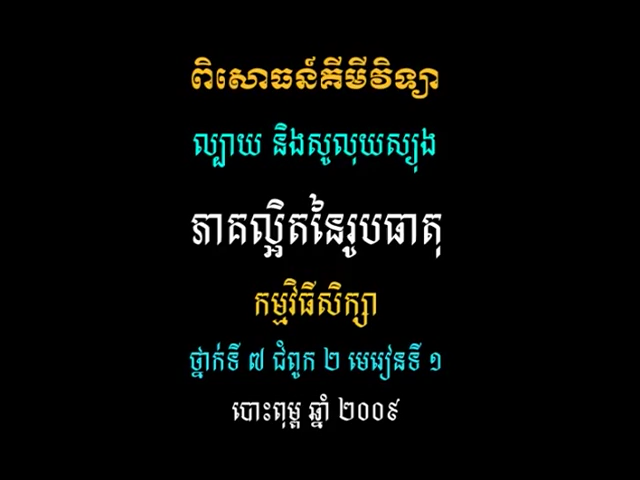 ពិសោធន៍គីមីវិទ្យា
ល្បាយ និងសូលុយស្យុង
ភាគល្អិតនៃរូបធាតុ
កម្មវិធីសិក្សា
ថ្នាក់ទី ៧ ជំពូក ២ មេរៀនទី ១
បោះពុម្ព ឆ្នាំ ២០០៩